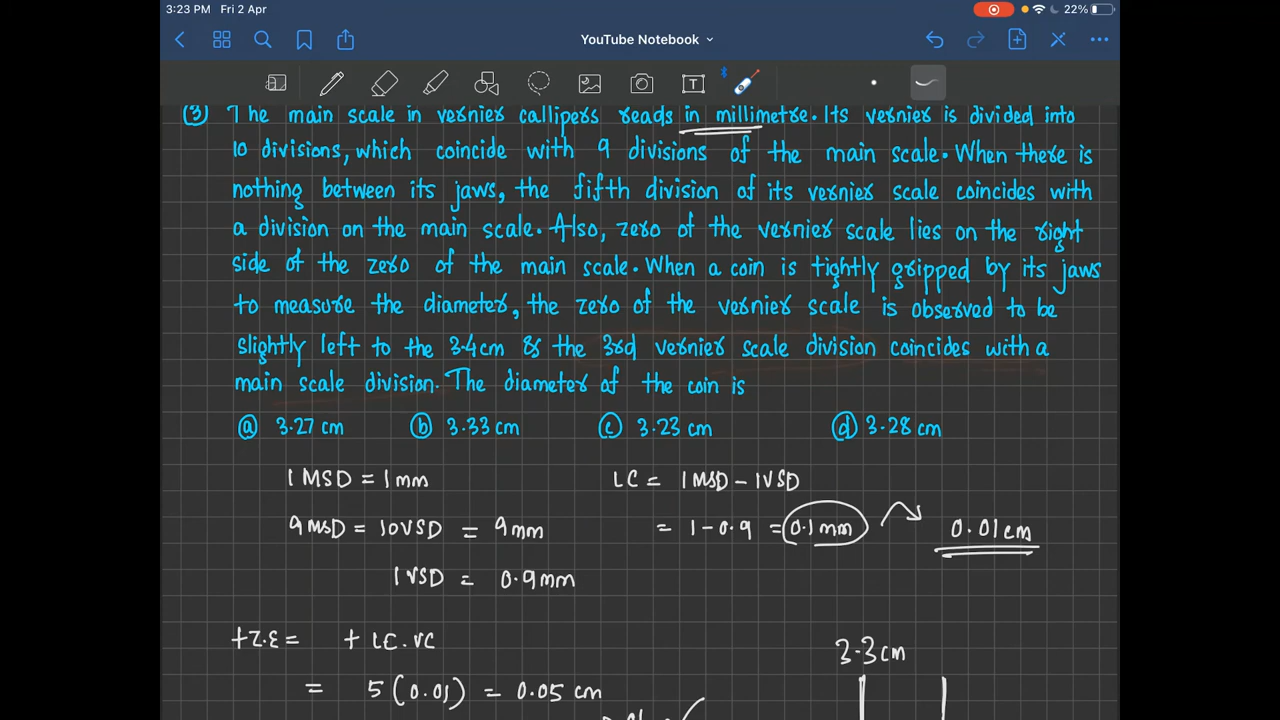 3:23 PM Fri 2 Apr
22%
YouTube Notebook
T
(3) The main scale in vernier callipers reads in millimetre. Its vernier is divided into
10 divisions, which coincide with 9 divisions of the main scale. When there is
nothing between its jaws, the fifth division of its vernier scale coincides with
a division on the main scale. Also, zero of the vernier scale lies on the right
side of the zero of the main scale. When a coin is tightly gripped by its jaws
to measure the diameter, the zero of the vernier scale is observed to be
slightly left to the 3.4cm & the 3rd vernier scale division coincides with a
main scale division. The diameter of the coin is
(a) 3.27 cm (b) 3.33 cm (c) 3.23 cm (d) 3.28 cm
1 MSD = 1 mm LC = 1 MSD - 1 VSD
9 MSD = 10 VSD = 9 mm = 1 - 0.9 = 0.1 mm 0.01 cm
1 VSD = 0.9 mm
+Z.E = + LC.VC
3.3 cm
= 5 (0.01) = 0.05 cm